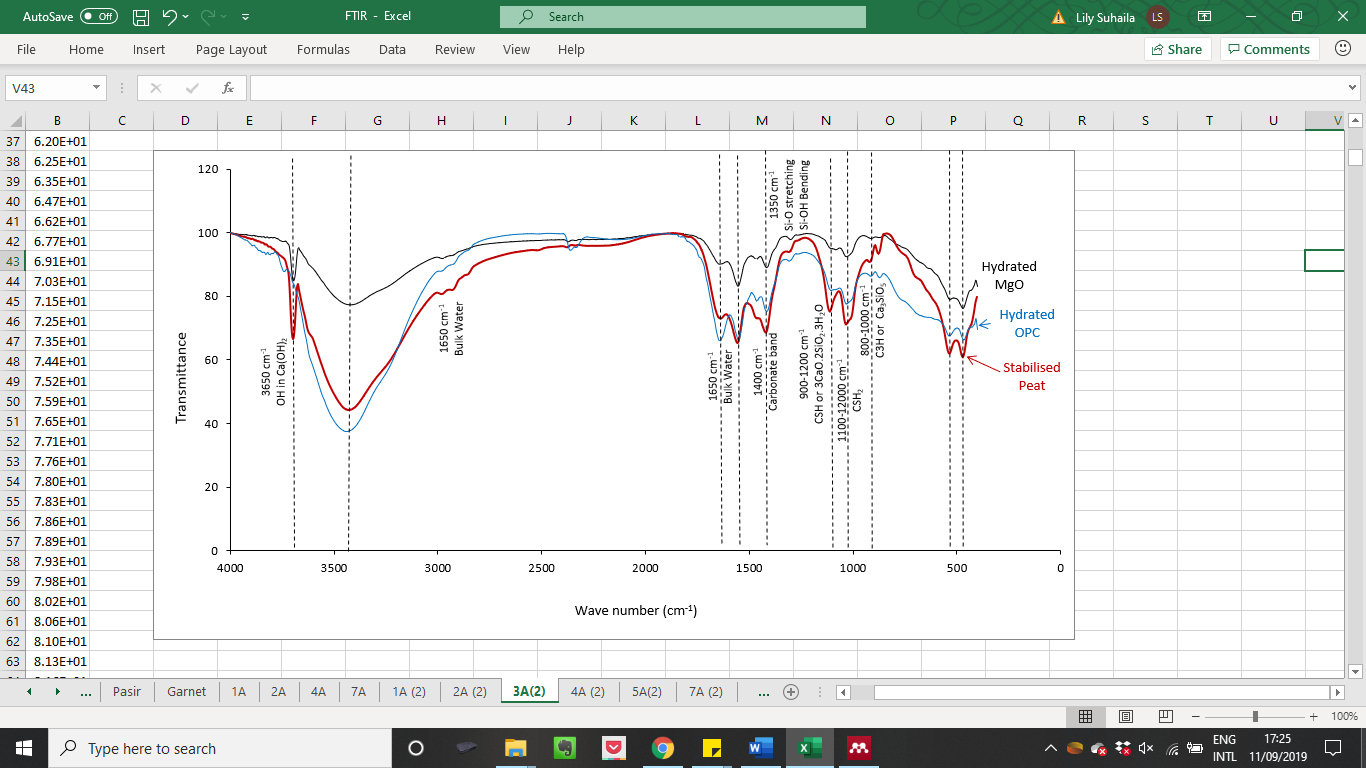 AutoSave Off
FTIR - Excel
Search
Lily Suhaila LS
File Home Insert Page Layout Formulas Data Review View Help
Share Comments
V43
fx
B C D E F G H I J K L M N O P Q R S T U V
37 6.20E+01
38 6.25E+01
39 6.35E+01
40 6.47E+01
41 6.62E+01
42 6.77E+01
43 6.91E+01
44 7.03E+01
45 7.15E+01
46 7.25E+01
47 7.35E+01
48 7.44E+01
49 7.52E+01
50 7.59E+01
51 7.65E+01
52 7.71E+01
53 7.76E+01
54 7.80E+01
55 7.83E+01
56 7.86E+01
57 7.89E+01
58 7.93E+01
59 7.98E+01
60 8.02E+01
61 8.06E+01
62 8.10E+01
63 8.13E+01
120
100
80
60
40
20
0
Transmittance
4000 3500 3000 2500 2000 1500 1000 500 0
Wave number (cm-1)
3650 cm-1
OH in Ca(OH)2
1650 cm-1
Bulk Water
1650 cm-1
Bulk Water
1400 cm-1
Carbonate band
1350 cm-1
Si-O stretching
Si-OH Bending
900-1200 cm-1
CSH or 3CaO.2SiO2.3H2O
1100-12000 cm-1
CSH2
800-1000 cm-1
C3H or Ca3SiO5
Hydrated
MgO
Hydrated
OPC
Stabilised
Peat
... Pasir Garnet 1A 2A 4A 7A 1A (2) 2A (2) 3A(2) 4A (2) 5A(2) 7A (2) ...
100%
Type here to search
ENG
INTL
17:25
11/09/2019